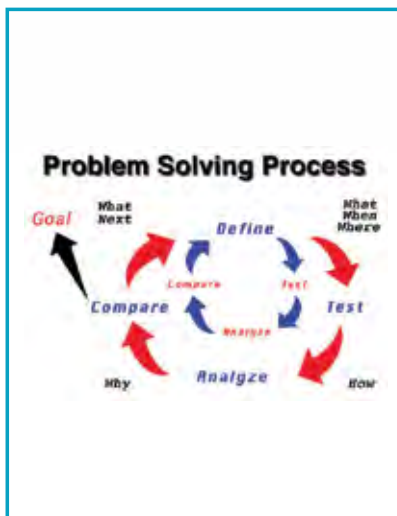 Problem Solving Process
Goal
What
Next
Define
What
When
Where
Compare
Test
Compare
Test
Analyze
Analyze
Why
How